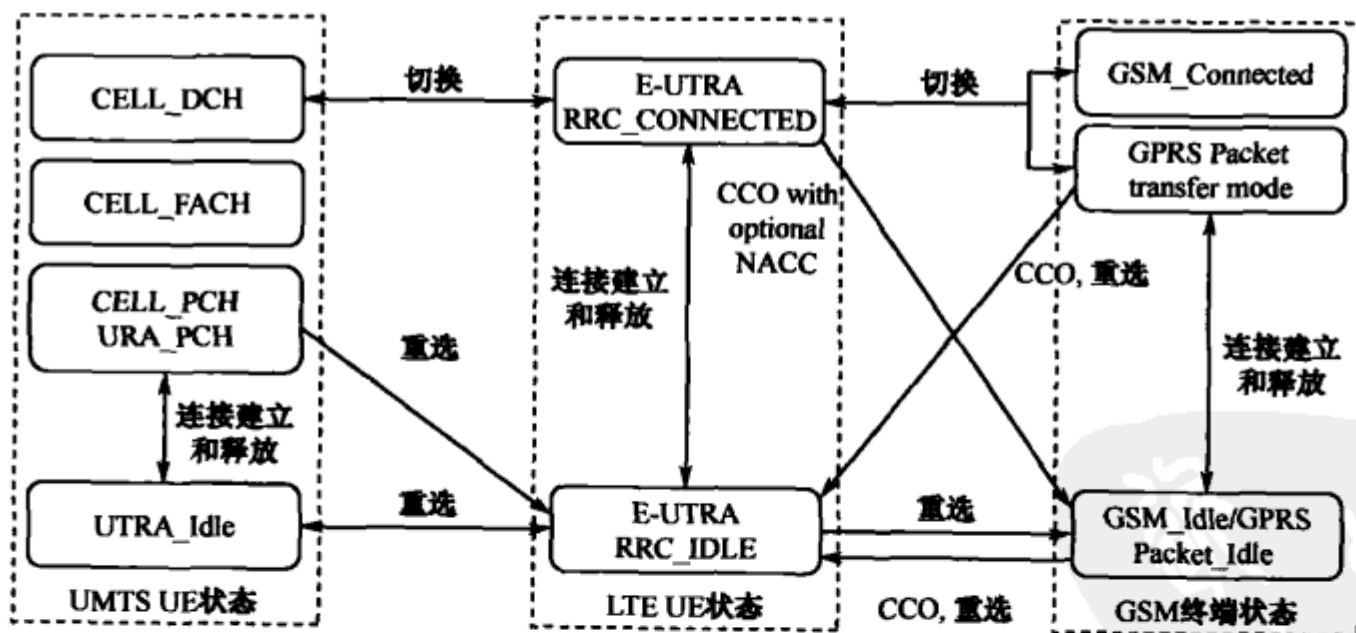 CELL_DCH
CELL_FACH
CELL_PCH
URA_PCH
连接建立
和释放
UTRA_Idle
UMTS UE状态
切换
重选
重选
E-UTRA
RRC_CONNECTED
连接建立
和释放
CCO with
optional
NACC
E-UTRA
RRC_IDLE
LTE UE状态
切换
CCO, 重选
重选
CCO, 重选
GSM_Connected
GPRS Packet
transfer mode
连接建立
和释放
GSM_Idle/GPRS
Packet_Idle
GSM终端状态